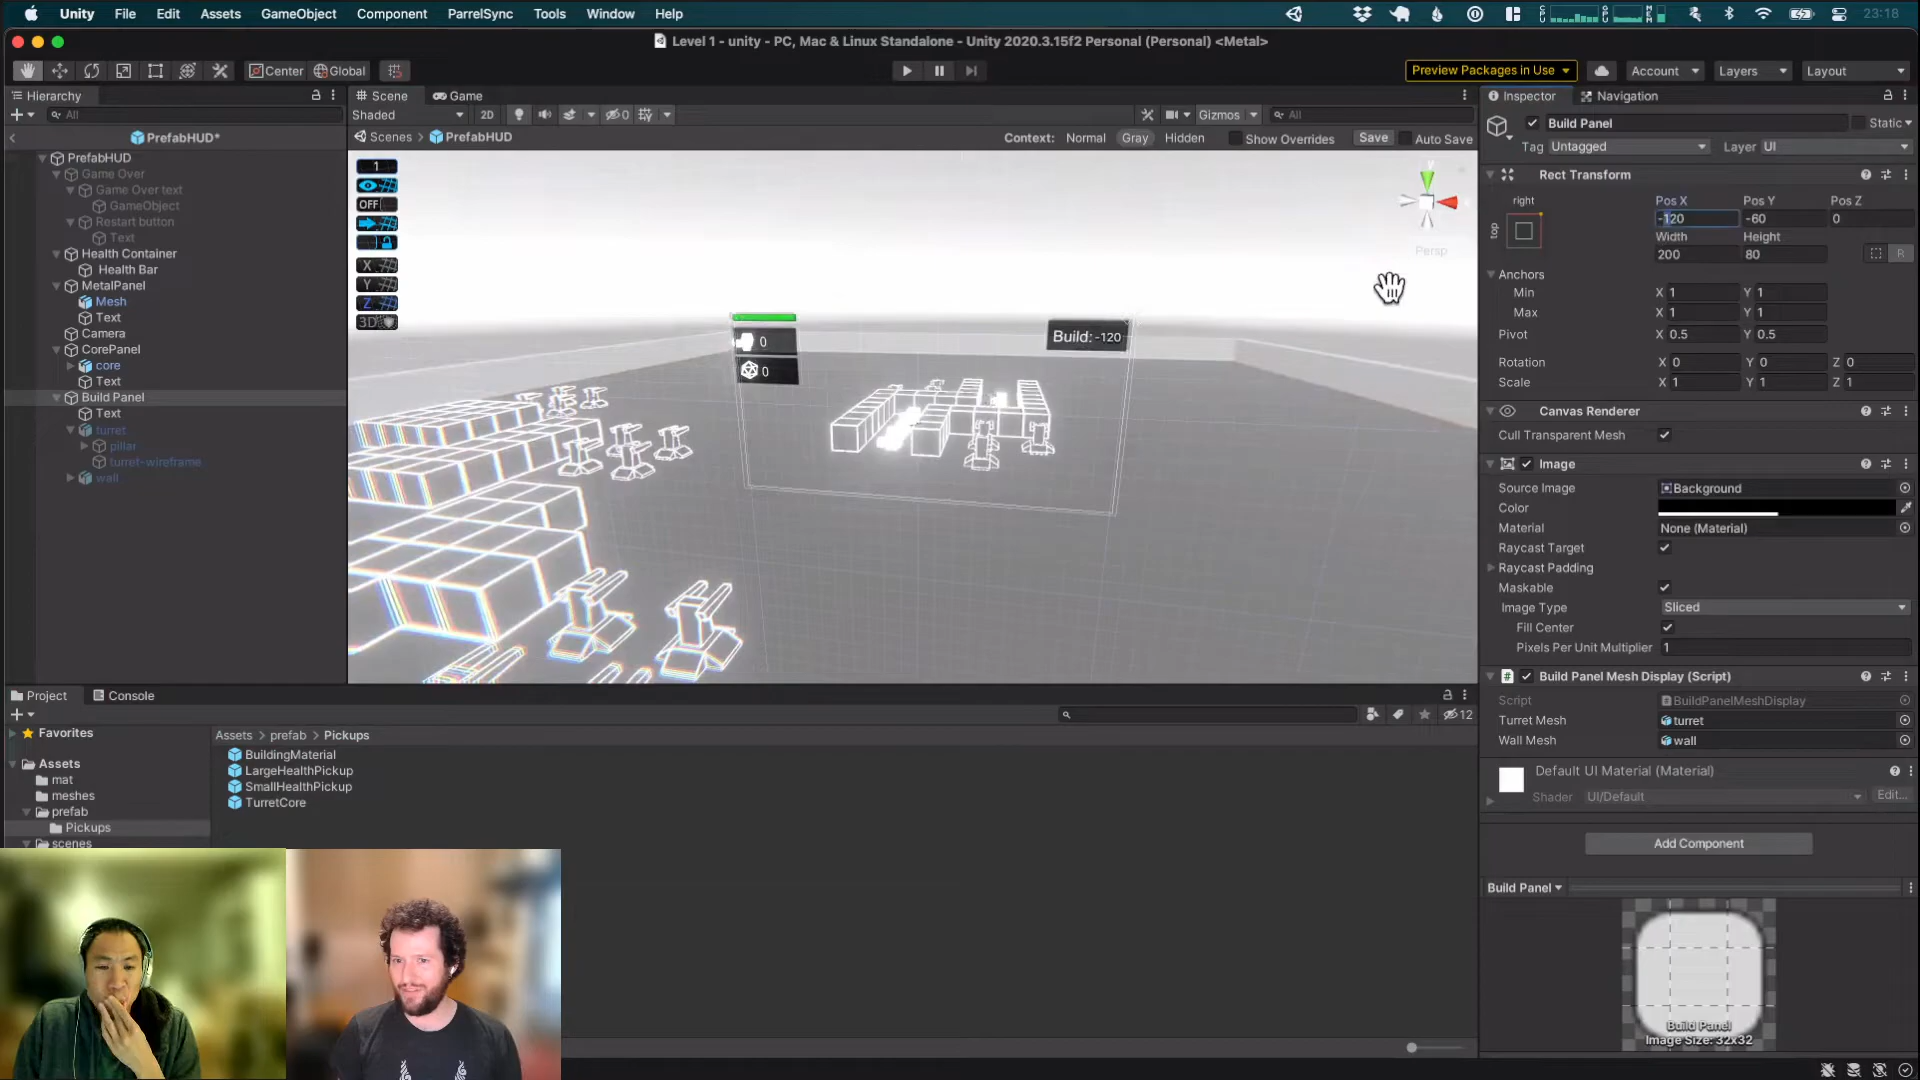 Unity File Edit Assets GameObject Component ParrelSync Tools Window Help 23:18
Level 1 - unity - PC, Mac & Linux Standalone - Unity 2020.3.15f2 Personal (Personal) <Metal>
Center Global Preview Packages in Use Account Layers Layout
Hierarchy
All
PrefabHUD*
PrefabHUD
Game Over
Game Over text
GameObject
Restart button
Text
Health Container
Health Bar
MetalPanel
Mesh
Text
Camera
CorePanel
core
Text
Build Panel
Text
turret
pillar
turret-wireframe
wall
Scene Game
Shaded 2D 0 Gizmos All
Scenes PrefabHUD Context: Normal Gray Hidden Show Overrides Save Auto Save
1
OFF
X
Y
Z
3D
y
Persp
0
0
Build: -120
Inspector Navigation
Build Panel Static
Tag Untagged Layer UI
Rect Transform
right Pos X Pos Y Pos Z
top -120 -60 0
Width Height
200 80 R
Anchors
Min X 1 Y 1
Max X 1 Y 1
Pivot X 0.5 Y 0.5
Rotation X 0 Y 0 Z 0
Scale X 1 Y 1 Z 1
Canvas Renderer
Cull Transparent Mesh
Image
Source Image Background
Color
Material None (Material)
Raycast Target
Raycast Padding
Maskable
Image Type Sliced
Fill Center
Pixels Per Unit Multiplier 1
Build Panel Mesh Display (Script)
Script BuildPanelMeshDisplay
Turret Mesh turret
Wall Mesh wall
Default UI Material (Material)
Shader UI/Default Edit...
Add Component
Build Panel
Build Panel
Image Size: 32x32
Project Console
12
Favorites
Assets
mat
meshes
prefab
Pickups
scenes
Assets > prefab > Pickups
BuildingMaterial
LargeHealthPickup
SmallHealthPickup
TurretCore